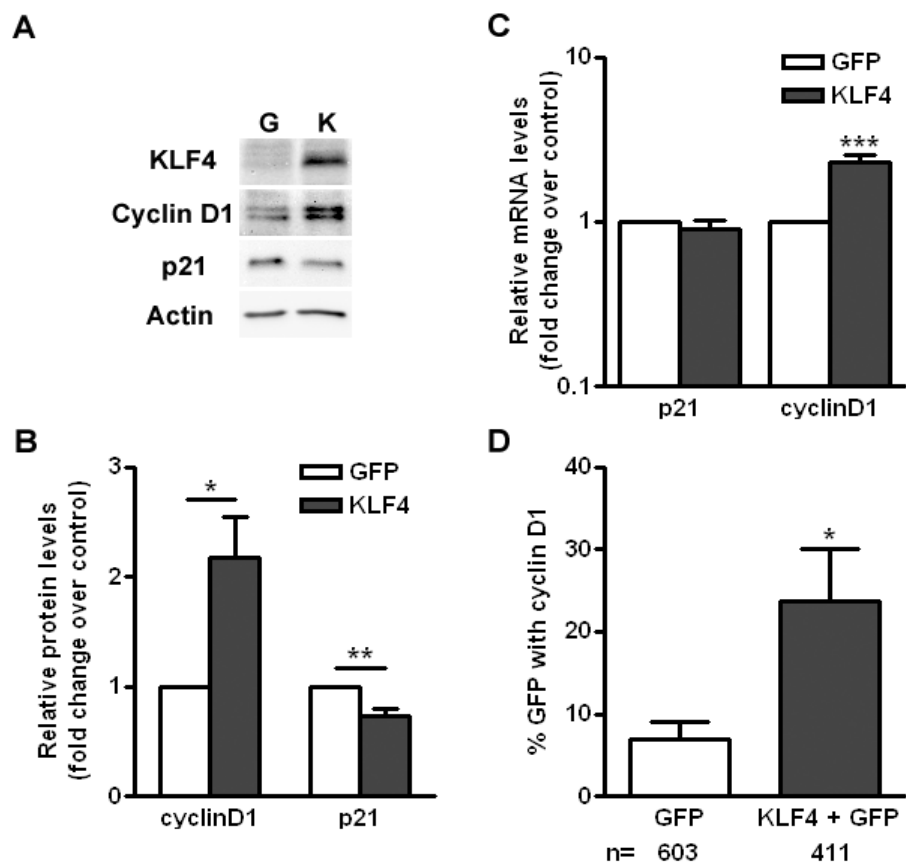 A
G K
KLF4
Cyclin D1
p21
Actin
B
Relative protein levels
(fold change over control)
3
2
1
0
GFP
KLF4
*
**
cyclinD1
p21
C
Relative mRNA levels
(fold change over control)
10
1
0.1
GFP
KLF4
***
p21
cyclinD1
D
% GFP with cyclin D1
40
30
20
10
0
*
GFP
KLF4 + GFP
n= 603 411